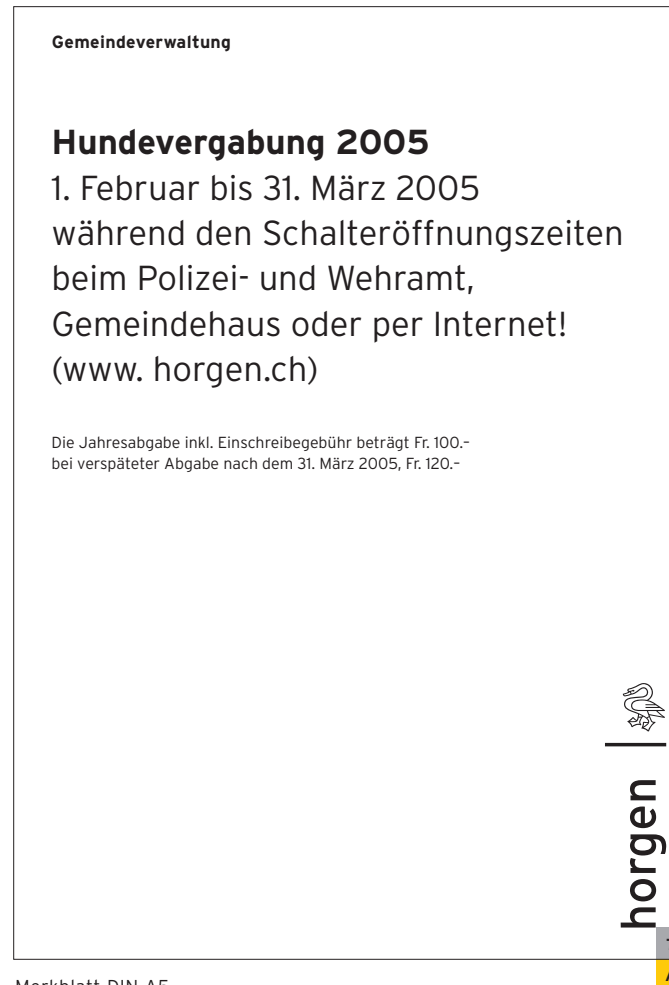 Gemeindeverwaltung
Hundevergabung 2005
1. Februar bis 31. März 2005
während den Schalteröffnungszeiten
beim Polizei- und Wehramt,
Gemeindehaus oder per Internet!
(www. horgen.ch)
Die Jahresabgabe inkl. Einschreibegebühr beträgt Fr. 100.–
bei verspäteter Abgabe nach dem 31. März 2005, Fr. 120.–
horgen
Merkblatt DIN A5